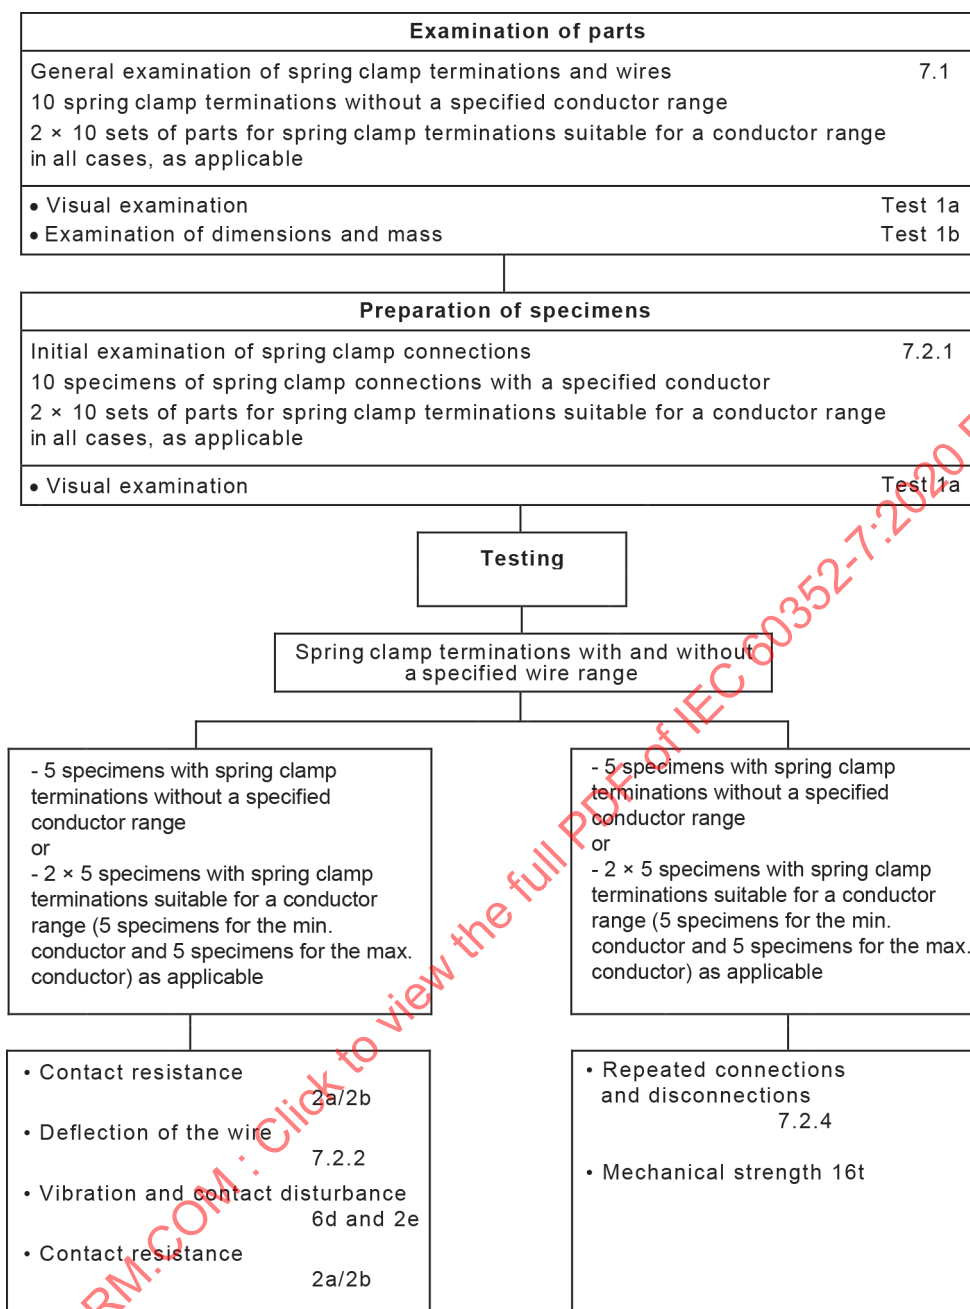 Examination of parts
General examination of spring clamp terminations and wires 7.1
10 spring clamp terminations without a specified conductor range
2 × 10 sets of parts for spring clamp terminations suitable for a conductor range
in all cases, as applicable
• Visual examination Test 1a
• Examination of dimensions and mass Test 1b
Preparation of specimens
Initial examination of spring clamp connections 7.2.1
10 specimens of spring clamp connections with a specified conductor
2 × 10 sets of parts for spring clamp terminations suitable for a conductor range
in all cases, as applicable
• Visual examination Test 1a
Testing
Spring clamp terminations with and without
a specified wire range
- 5 specimens with spring clamp
terminations without a specified
conductor range
or
- 2 × 5 specimens with spring clamp
terminations suitable for a conductor
range (5 specimens for the min.
conductor and 5 specimens for the max.
conductor) as applicable
- 5 specimens with spring clamp
terminations without a specified
conductor range
or
- 2 × 5 specimens with spring clamp
terminations suitable for a conductor
range (5 specimens for the min.
conductor and 5 specimens for the max.
conductor) as applicable
• Contact resistance
2a/2b
• Deflection of the wire
7.2.2
• Vibration and contact disturbance
6d and 2e
• Contact resistance
2a/2b
• Repeated connections
and disconnections
7.2.4
• Mechanical strength 16t
RM.COM : Click to view the full PDF of IEC 60352-7:2020